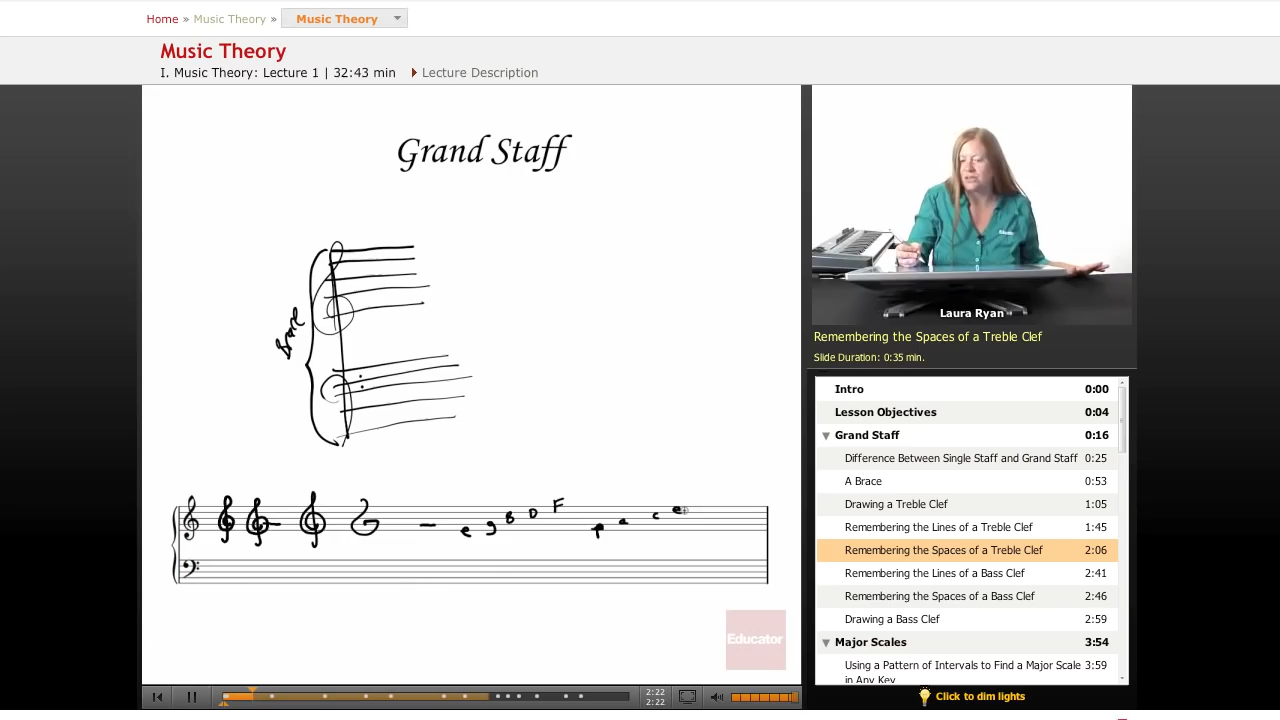 Home » Music Theory » Music Theory
Music Theory
I. Music Theory: Lecture 1 | 32:43 min Lecture Description
Grand Staff
Brace
e g B D F
a c e
Educator
Laura Ryan
Remembering the Spaces of a Treble Clef
Slide Duration: 0:35 min.
Intro 0:00
Lesson Objectives 0:04
Grand Staff 0:16
Difference Between Single Staff and Grand Staff 0:25
A Brace 0:53
Drawing a Treble Clef 1:05
Remembering the Lines of a Treble Clef 1:45
Remembering the Spaces of a Treble Clef 2:06
Remembering the Lines of a Bass Clef 2:41
Remembering the Spaces of a Bass Clef 2:46
Drawing a Bass Clef 2:59
Major Scales 3:54
Using a Pattern of Intervals to Find a Major Scale 3:59
in Any Key
2:22
2:22
Click to dim lights